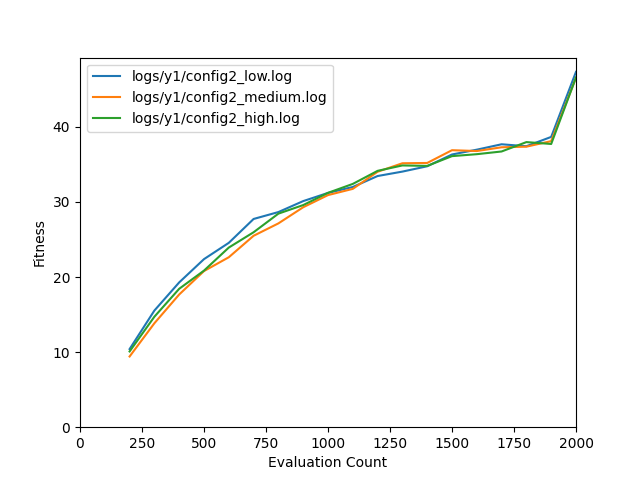 logs/y1/config2_low.log
logs/y1/config2_medium.log
logs/y1/config2_high.log
40
30
20
10
0
Fitness
0 250 500 750 1000 1250 1500 1750 2000
Evaluation Count